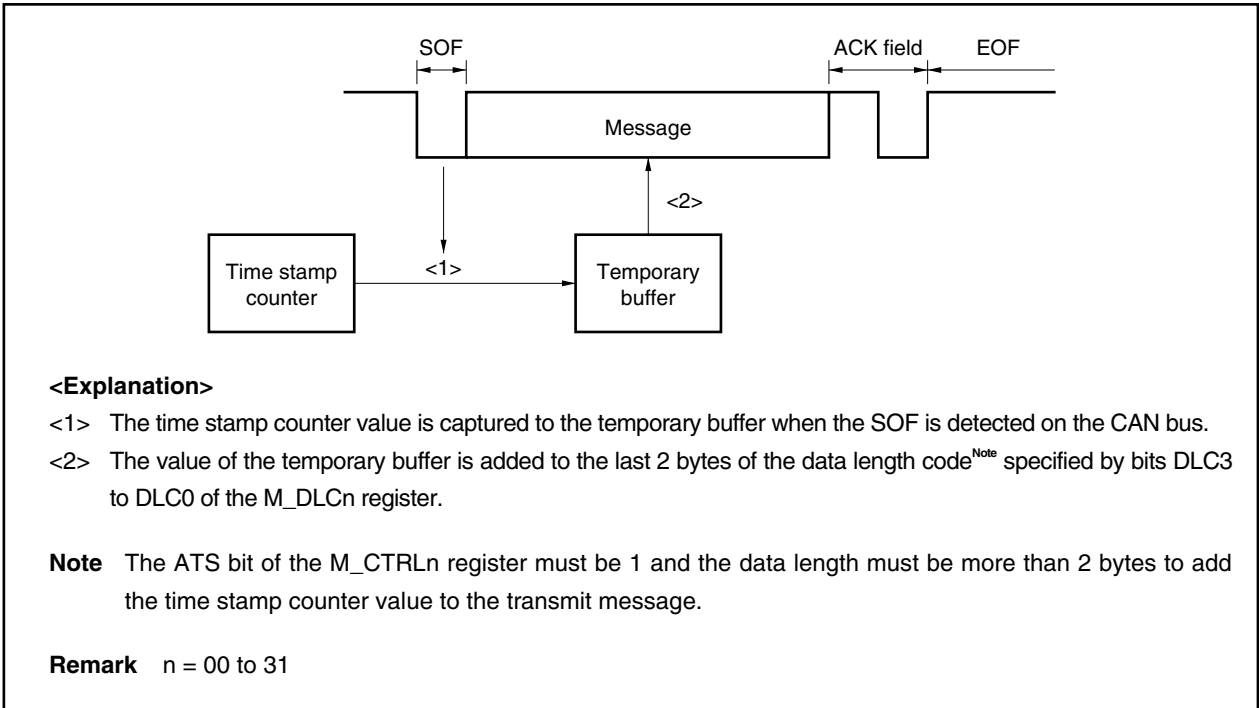 SOF
ACK field
EOF
Message
<2>
Time stamp
counter
<1>
Temporary
buffer
<Explanation>
<1> The time stamp counter value is captured to the temporary buffer when the SOF is detected on the CAN bus.
<2> The value of the temporary buffer is added to the last 2 bytes of the data length code Note specified by bits DLC3
to DLC0 of the M_DLCn register.
Note The ATS bit of the M_CTRLn register must be 1 and the data length must be more than 2 bytes to add
the time stamp counter value to the transmit message.
Remark n = 00 to 31